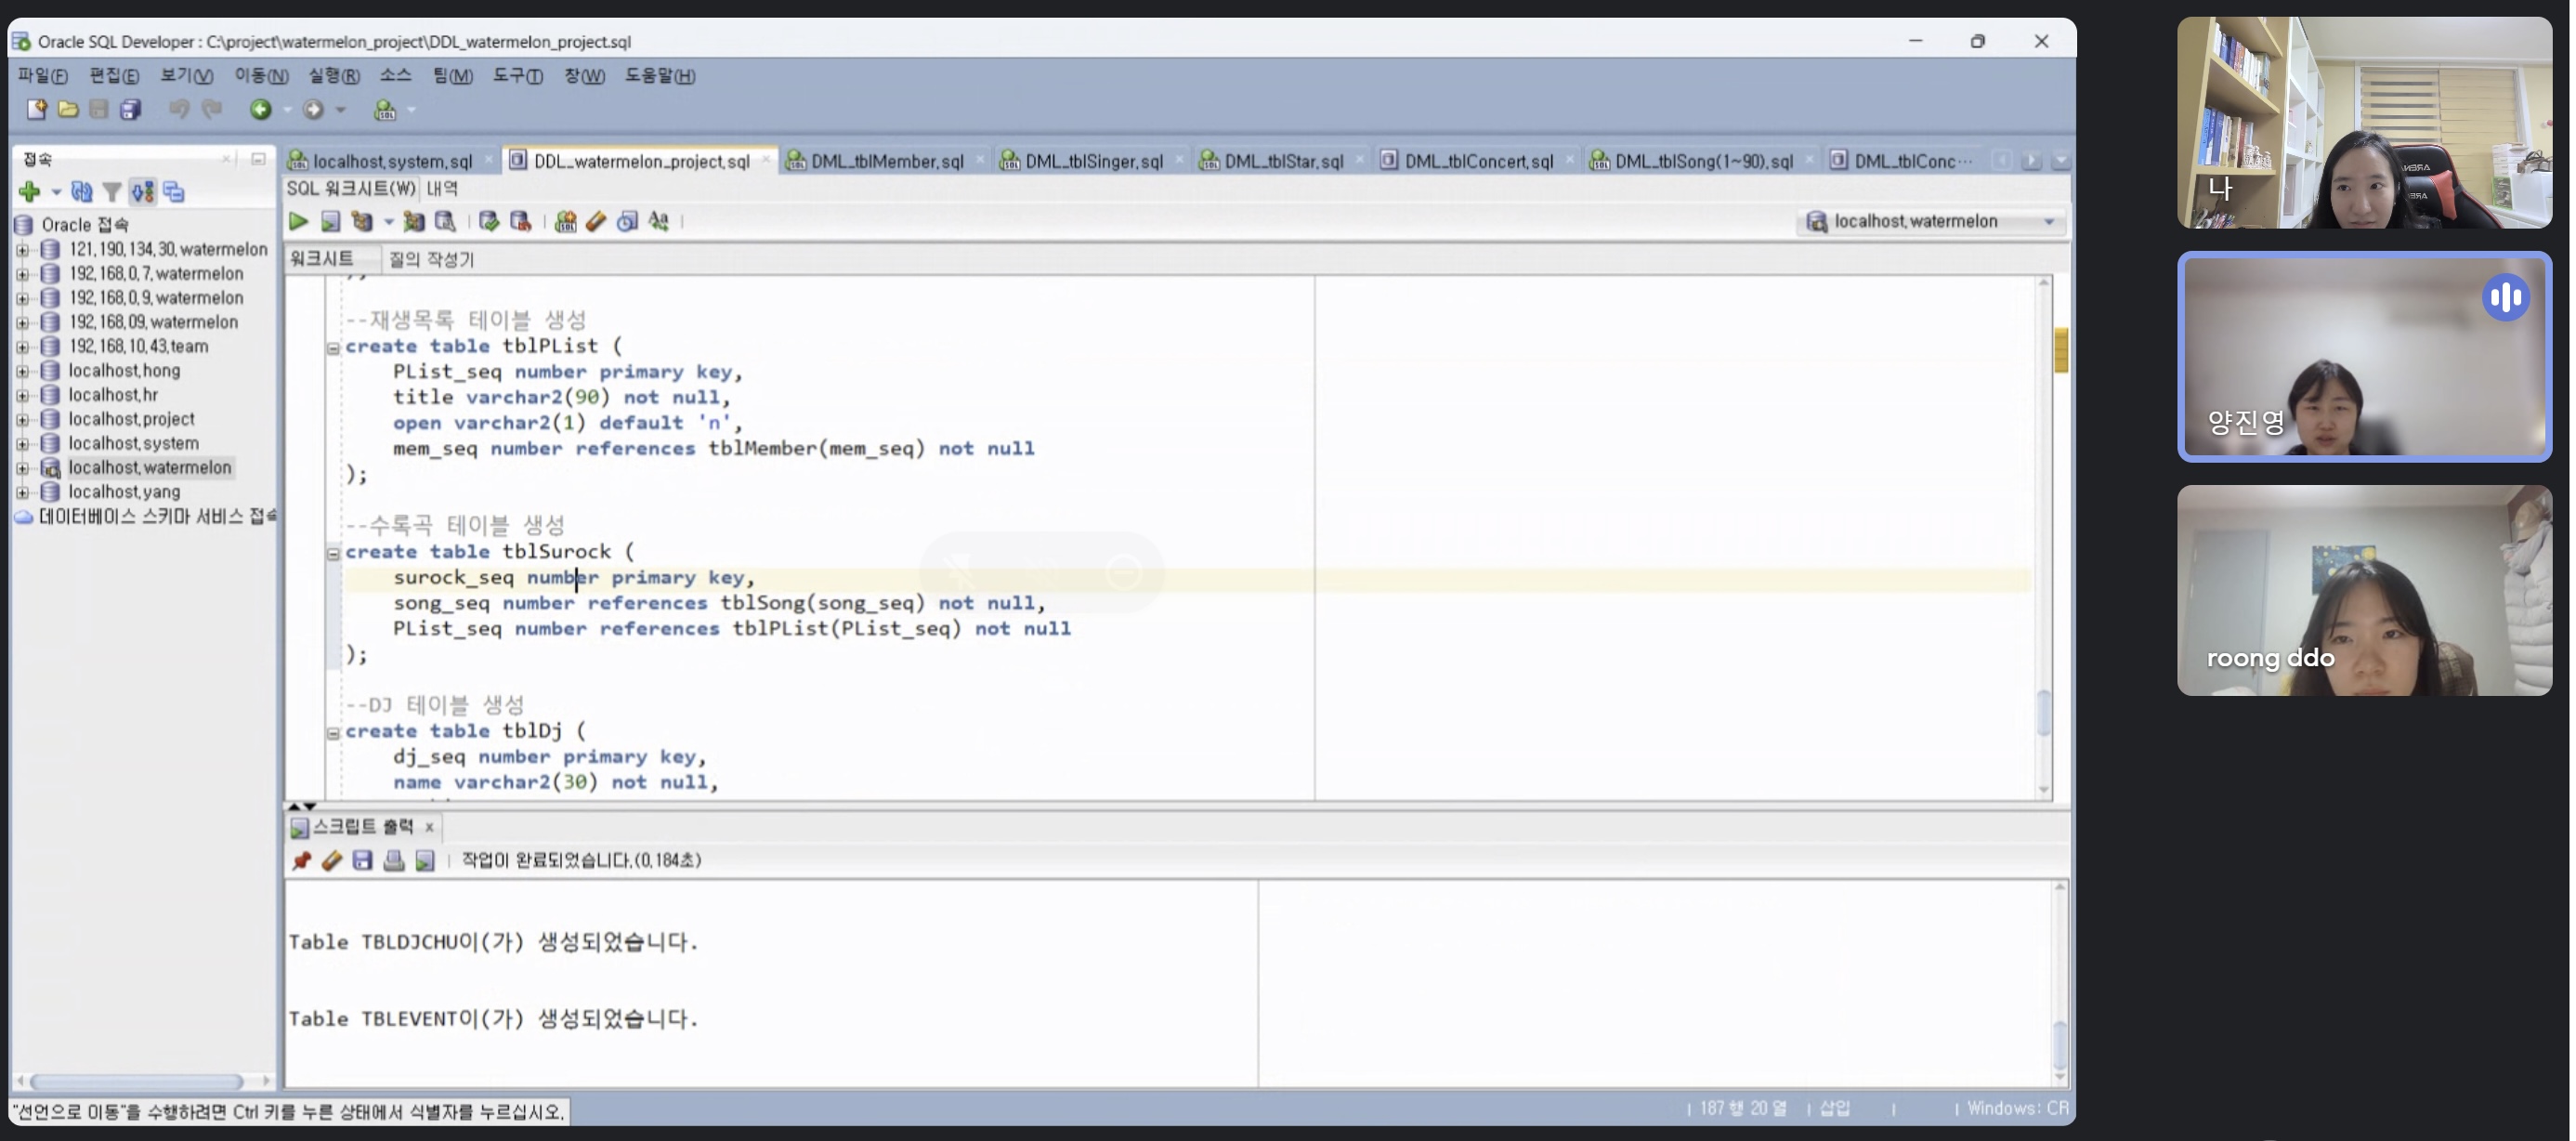 Oracle SQL Developer : C:\project\watermelon_project\DDL_watermelon_project.sql
파일(F) 편집(E) 보기(V) 이동(N) 실행(R) 소스 팀(M) 도구(T) 창(W) 도움말(H)
접속
Oracle 접속
121.190.134.30.watermelon
192.168.0.7.watermelon
192.168.0.9.watermelon
192.168.09.watermelon
192.168.10.43.team
localhost.hong
localhost.hr
localhost.project
localhost.system
localhost.watermelon
localhost.yang
데이터베이스 스키마 서비스 접속
localhost.system.sql DDL_watermelon_project.sql DML_tblMember.sql DML_tblSinger.sql DML_tblStar.sql DML_tblConcert.sql DML_tblSong(1~90).sql DML_tblConc...
SQL 워크시트(W) 내역
localhost.watermelon
워크시트 질의 작성기
--재생목록 테이블 생성
create table tblPList (
PList_seq number primary key,
title varchar2(90) not null,
open varchar2(1) default 'n',
mem_seq number references tblMember(mem_seq) not null
);
--수록곡 테이블 생성
create table tblSurock (
surock_seq number primary key,
song_seq number references tblSong(song_seq) not null,
PList_seq number references tblPList(PList_seq) not null
);
--DJ 테이블 생성
create table tblDj (
dj_seq number primary key,
name varchar2(30) not null,
스크립트 출력
작업이 완료되었습니다.(0.184초)
Table TBLDJCHU이(가) 생성되었습니다.
Table TBLEVENT이(가) 생성되었습니다.
"선언으로 이동"을 수행하려면 Ctrl 키를 누른 상태에서 식별자를 누르십시오.
187 행 20 열 삽입 Windows: CR
나
양진영
roong ddo